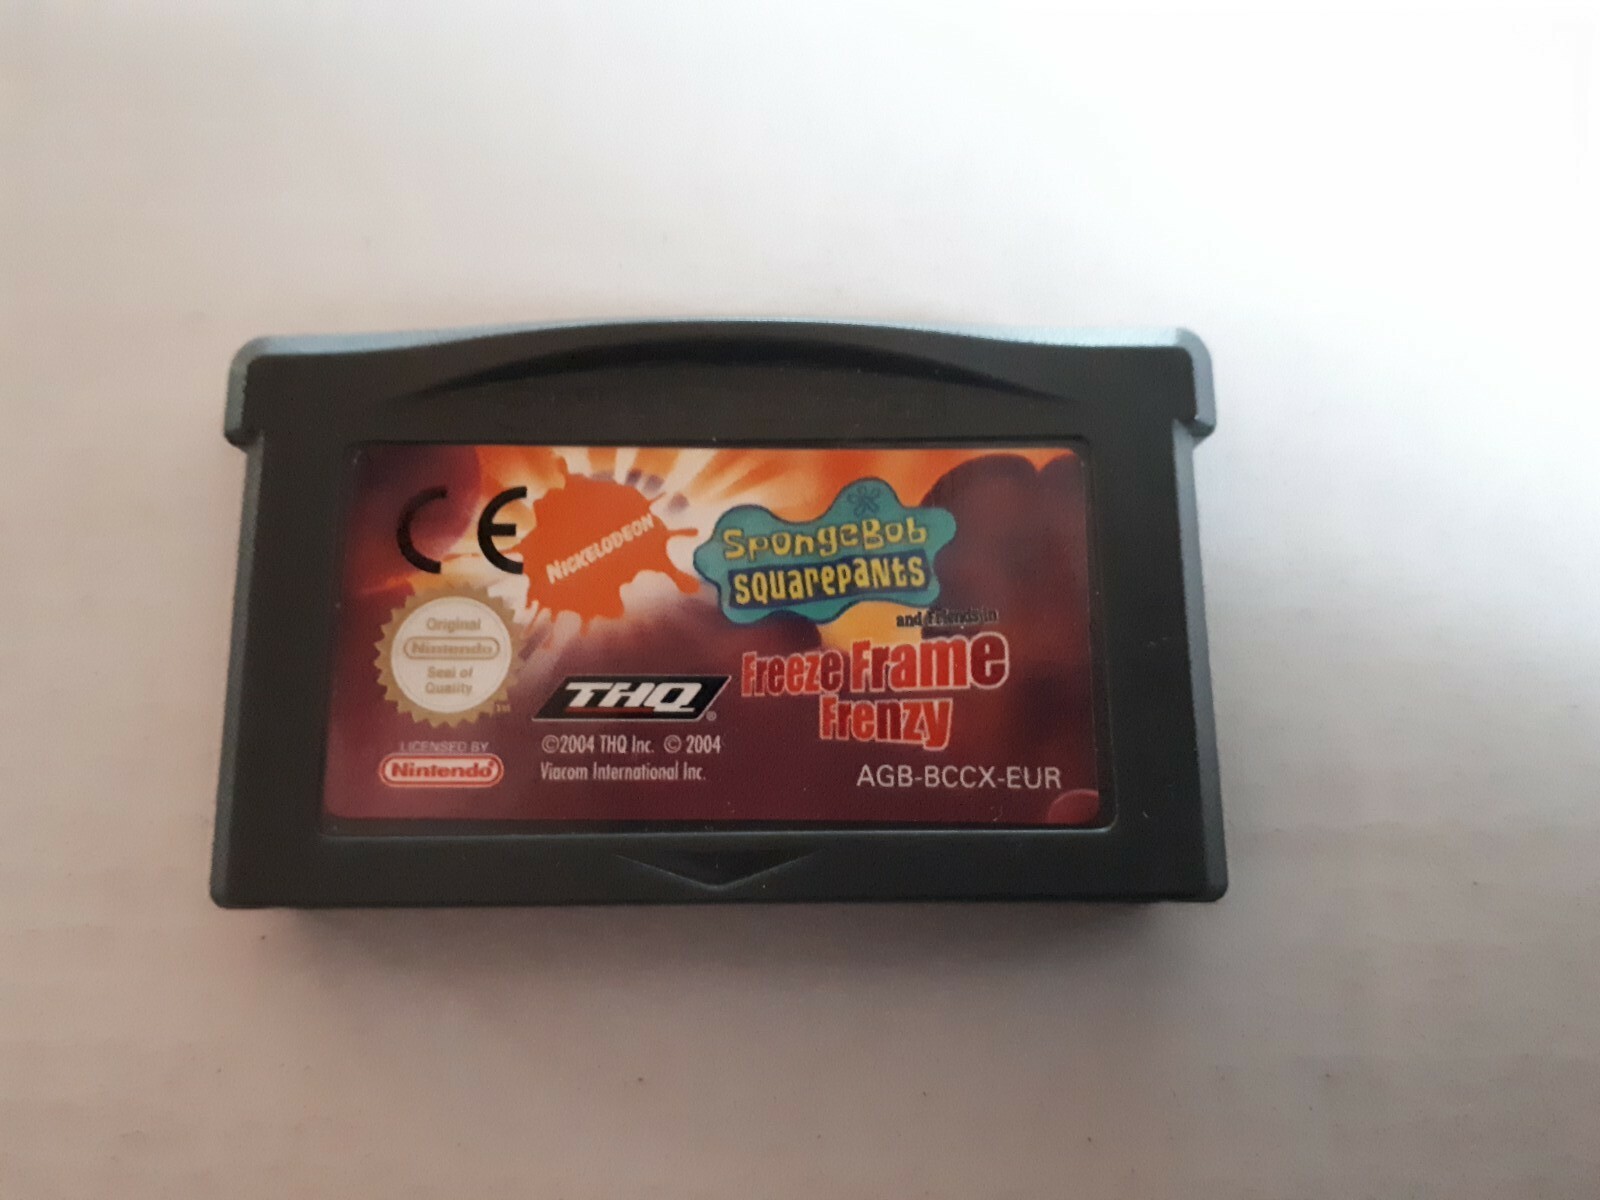 CE
NICKELODEON
SpongeBob
SQUAREPANTS
and Friends in
Freeze Frame
Frenzy
Original
Nintendo
Seal of
Quality
TM
THQ®
LICENSED BY
Nintendo®
©2004 THQ Inc. © 2004
Viacom International Inc.
AGB-BCCX-EUR